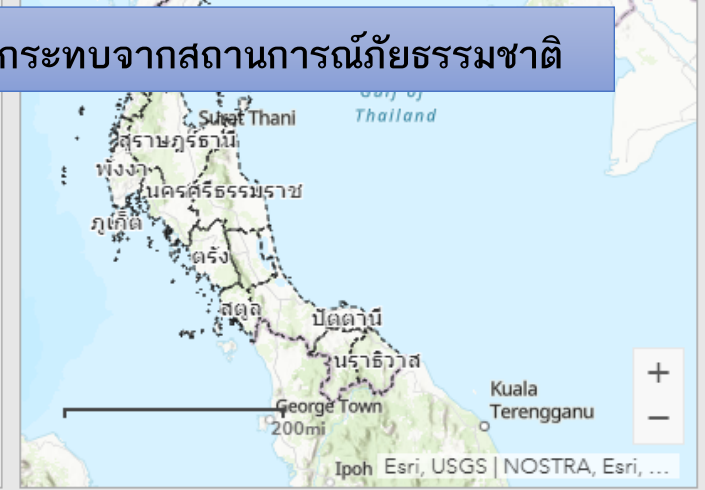 กระทบจากสถานการณ์ภัยธรรมชาติ
Gulf of
Thailand
Surat Thani
สุราษฎร์ธานี
พังงา
นครศรีธรรมราช
ภูเก็ต
ตรัง
สตูล
ปัตตานี
นราธิวาส
+
−
Kuala
Terengganu
George Town
200mi
Ipoh
Esri, USGS | NOSTRA, Esri, ...